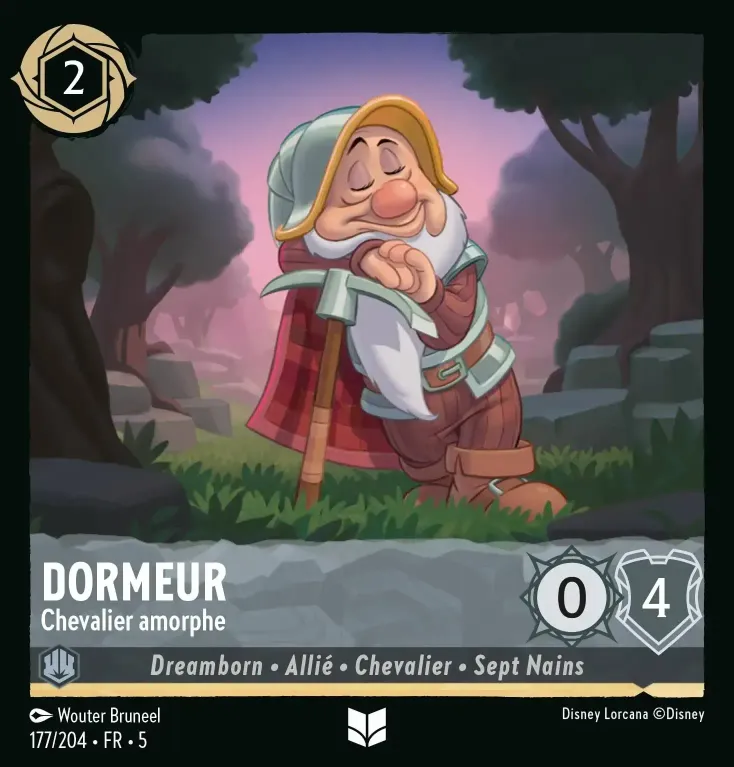 2
DORMEUR
Chevalier amorphe
0
4
Dreamborn • Allié • Chevalier • Sept Nains
Wouter Bruneel
Disney Lorcana ©Disney
177/204 • FR • 5